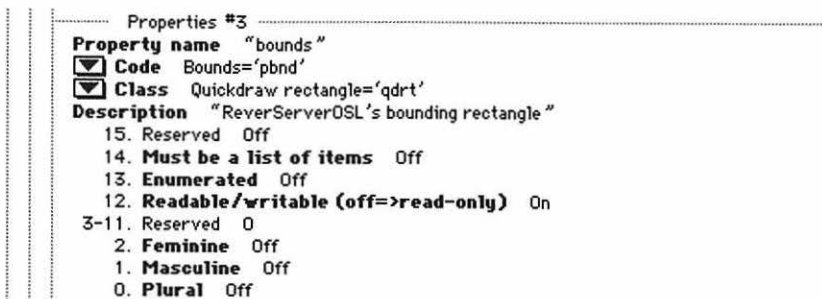 Properties #3
Property name "bounds"
Code Bounds='pbnd'
Class Quickdraw rectangle='qdrt'
Description "ReverServerOSL's bounding rectangle"
15. Reserved Off
14. Must be a list of items Off
13. Enumerated Off
12. Readable/writable (off=>read-only) On
3-11. Reserved 0
2. Feminine Off
1. Masculine Off
0. Plural Off